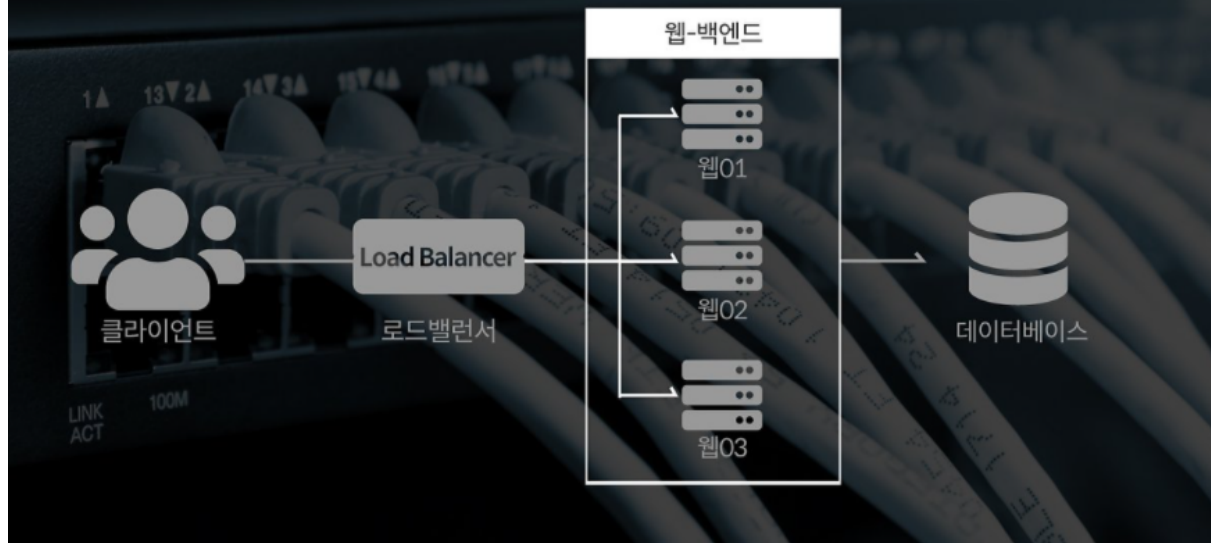 웹-백엔드
1▲ 13▼ 2▲ 14▼ 3▲ 15▼ 4▲
웹01
Load Balancer
클라이언트
로드밸런서
웹02
데이터베이스
LINK 100M
ACT
웹03